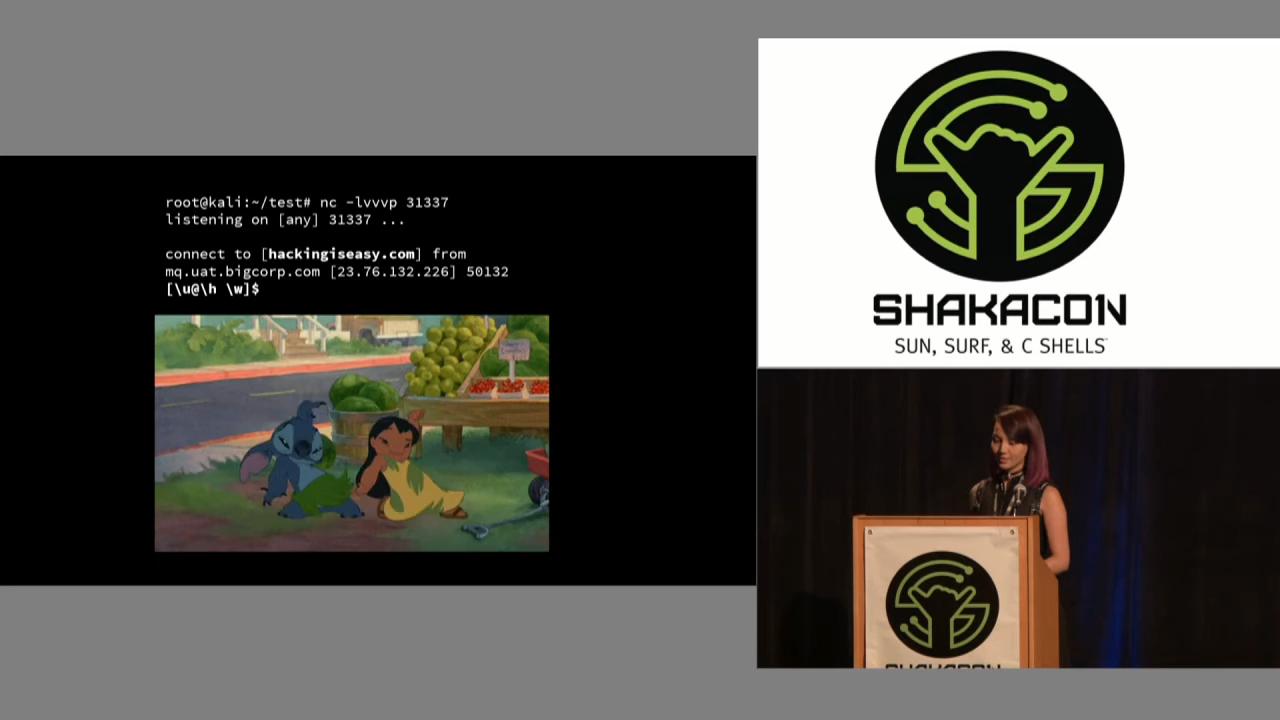 root@kali:~/test# nc -lvvvp 31337
listening on [any] 31337 ...
connect to [hackingiseasy.com] from
mq.uat.bigcorp.com [23.76.132.226] 50132
[\u@\h \w]$
SHAKACON
SUN, SURF, & C SHELLS
SHAKACON